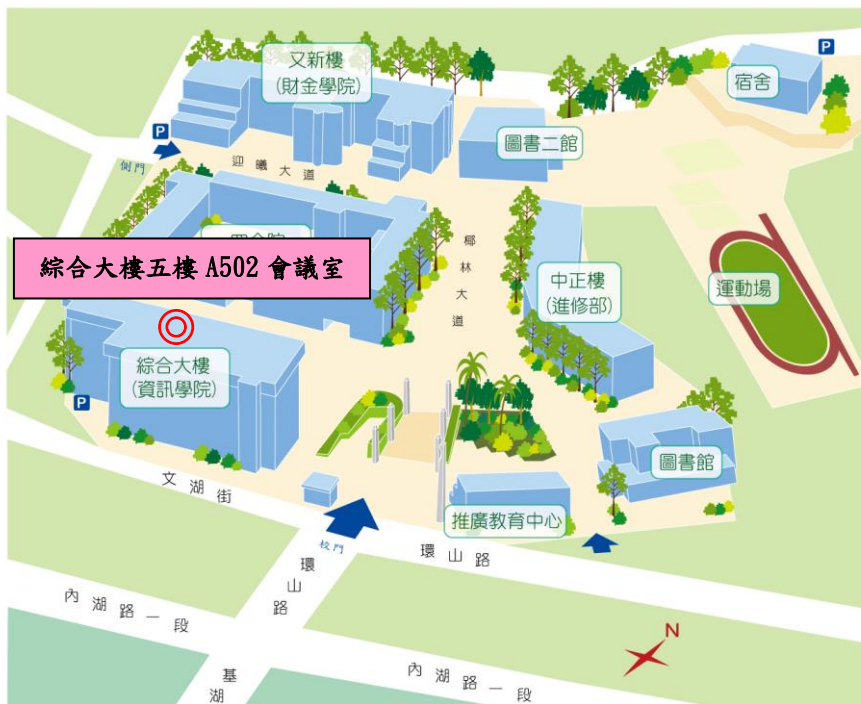 又新樓
(財金學院)
P
宿舍
圖書二館
P
側門
迎曦大道
綜合大樓五樓 A502 會議室
椰林大道
中正樓
(進修部)
運動場
綜合大樓
(資訊學院)
P
圖書館
文湖街
推廣教育中心
校門
環山路
環山路
內湖路一段
N
基湖
內湖路一段